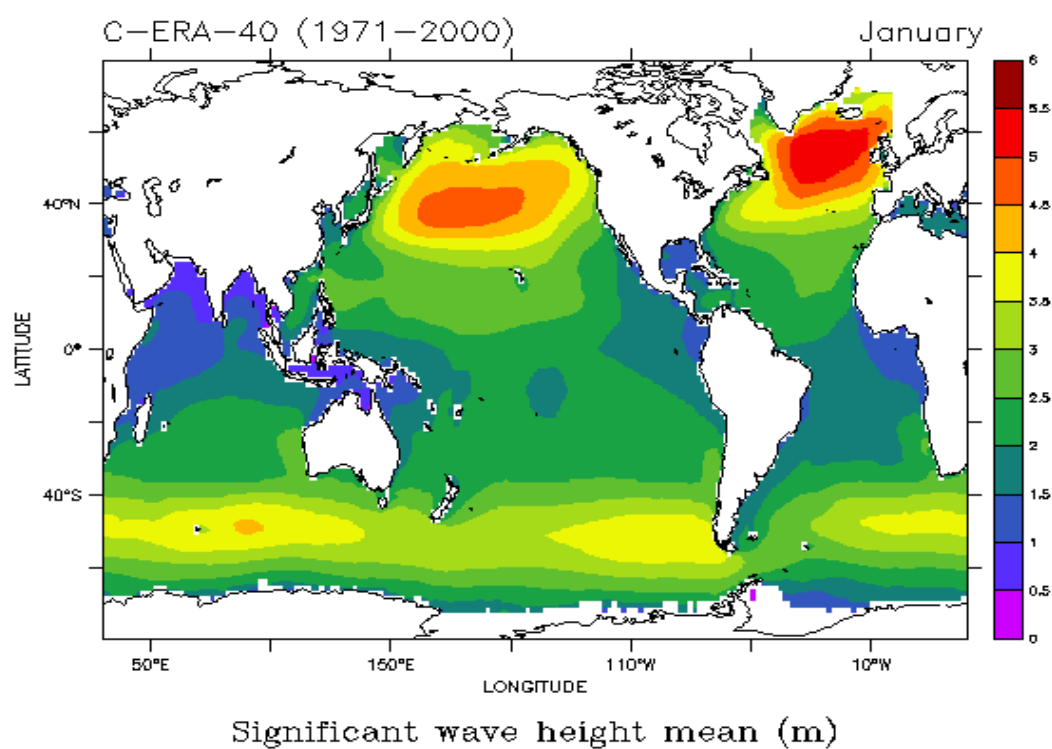 C-ERA-40 (1971-2000) January
6
5.5
5
4.5
4
3.5
3
2.5
2
1.5
1
0.5
0
40°N
0°
40°S
LATITUDE
50°E 150°E 110°W 10°W
LONGITUDE
Significant wave height mean (m)